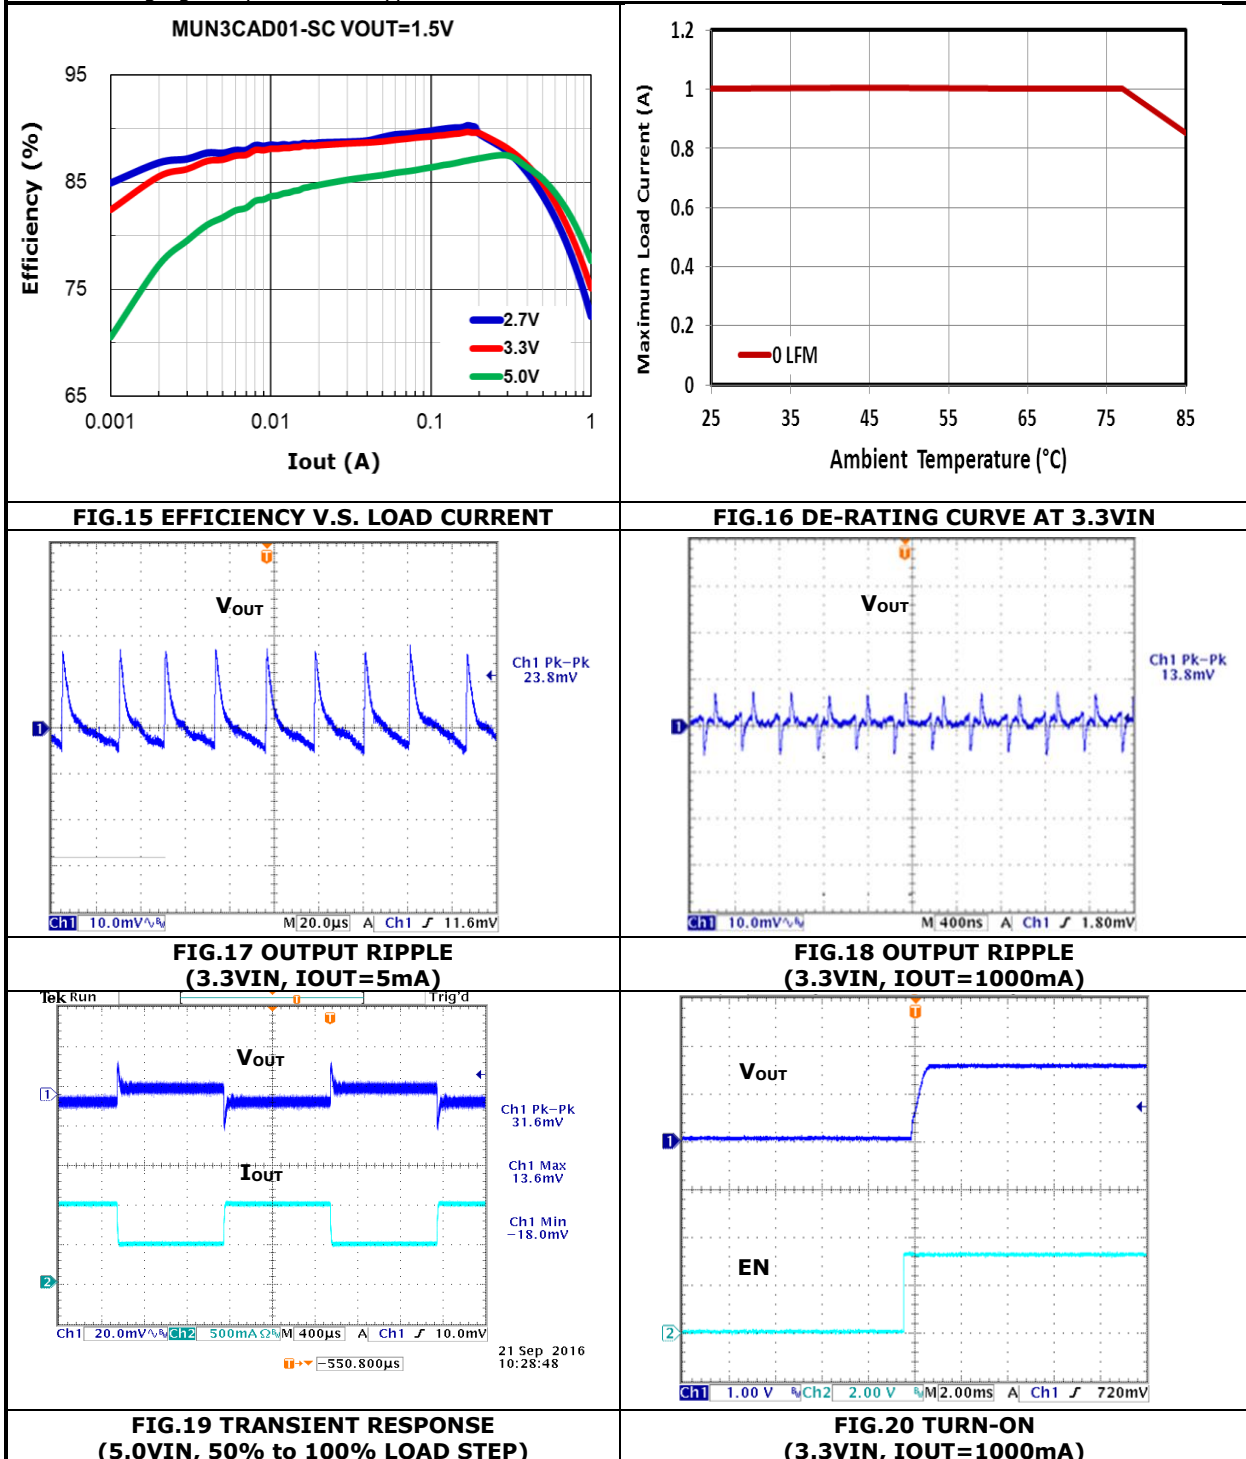 MUN3CAD01-SC VOUT=1.5V
Efficiency (%)
95
85
75
65
2.7V
3.3V
5.0V
0.001 0.01 0.1 1
Iout (A)
Maximum Load Current (A)
1.2
1
0.8
0.6
0.4
0.2
0
0 LFM
25 35 45 55 65 75 85
Ambient Temperature (°C)
FIG.15 EFFICIENCY V.S. LOAD CURRENT
FIG.16 DE-RATING CURVE AT 3.3VIN
T
VOUT
1
Ch1 Pk-Pk
23.8mV
Ch1 10.0mV M 20.0µs A Ch1 11.6mV
T
VOUT
1
Ch1 Pk-Pk
13.8mV
Ch1 10.0mV M 400ns A Ch1 1.80mV
FIG.17 OUTPUT RIPPLE
(3.3VIN, IOUT=5mA)
FIG.18 OUTPUT RIPPLE
(3.3VIN, IOUT=1000mA)
Tek Run Trig'd
T
T
VOUT
1
Ch1 Pk-Pk
31.6mV
IOUT
Ch1 Max
13.6mV
Ch1 Min
-18.0mV
2
Ch1 20.0mV Ch2 500mA Ω M 400µs A Ch1 10.0mV
T -550.800µs
21 Sep 2016
10:28:48
T
VOUT
1
EN
2
Ch1 1.00 V Ch2 2.00 V M 2.00ms A Ch1 720mV
FIG.19 TRANSIENT RESPONSE
(5.0VIN, 50% to 100% LOAD STEP)
FIG.20 TURN-ON
(3.3VIN, IOUT=1000mA)